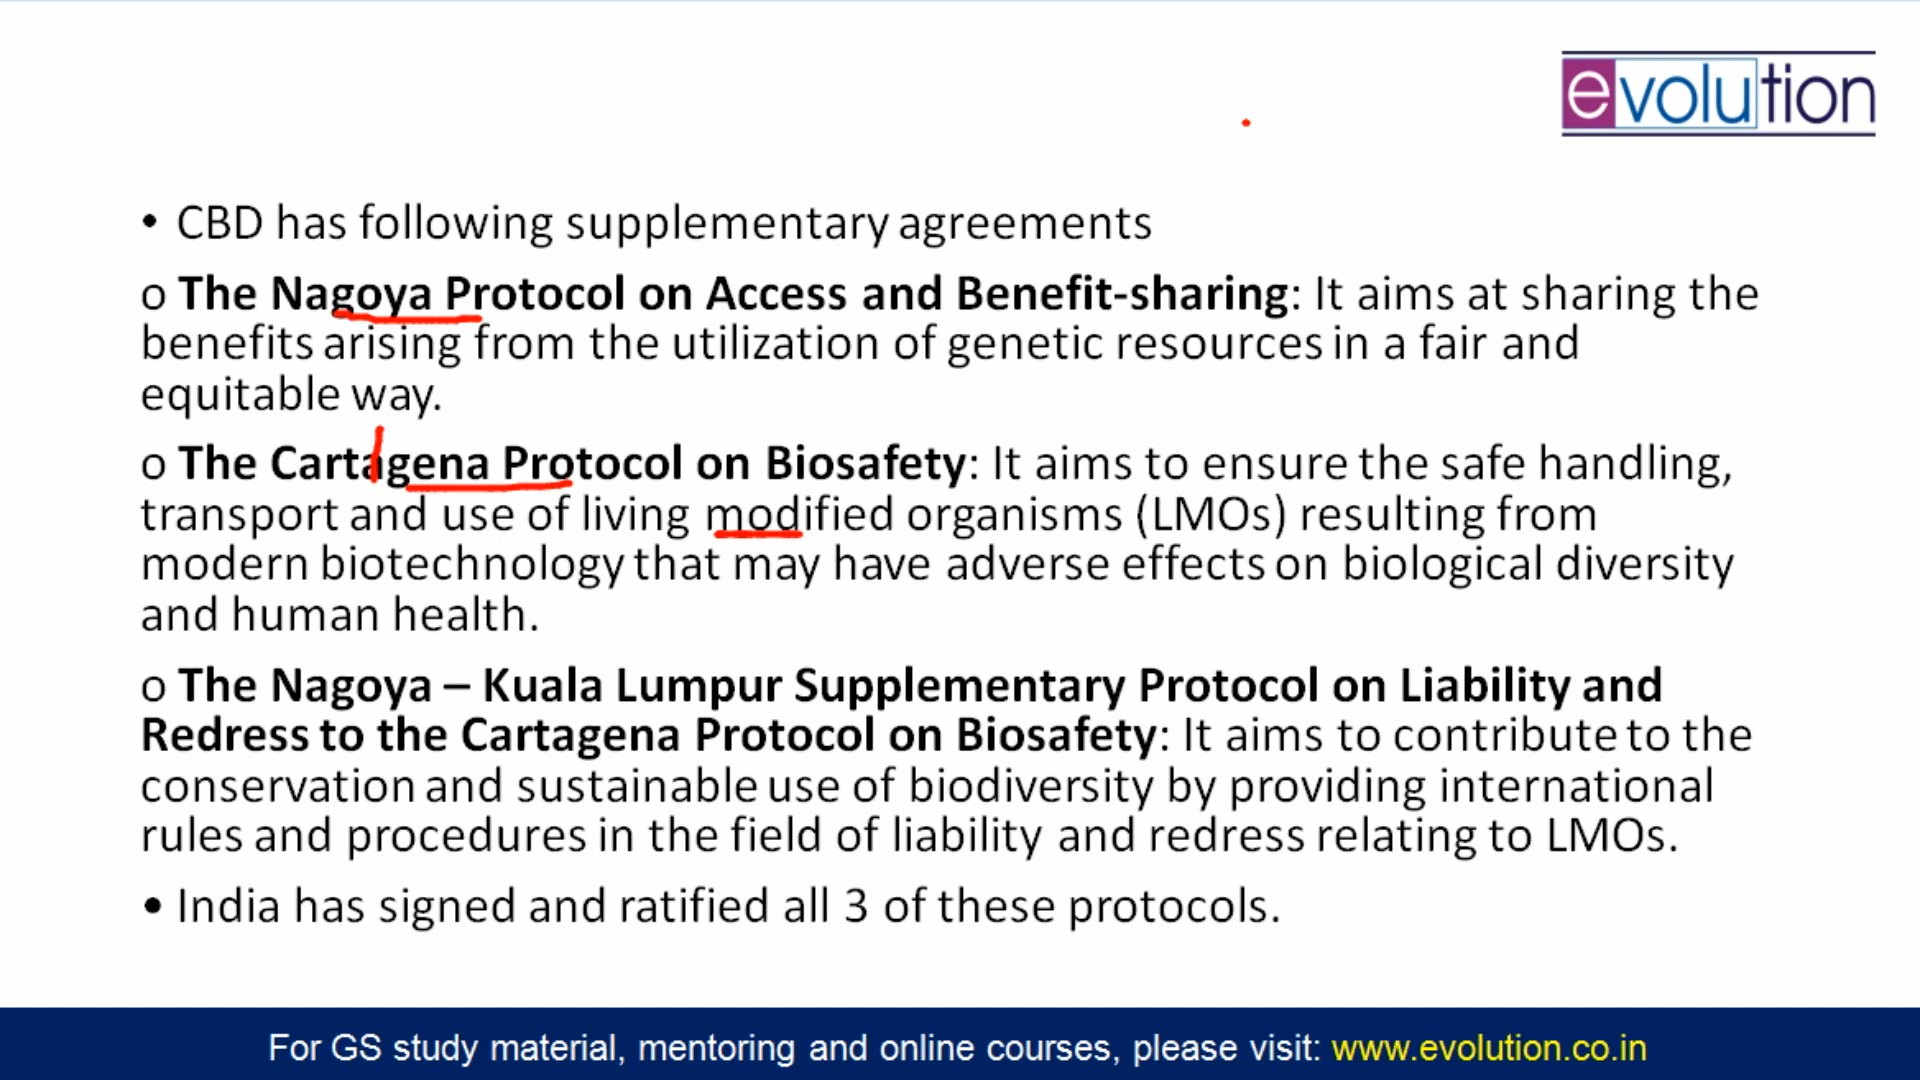 evolution
• CBD has following supplementary agreements
o The Nagoya Protocol on Access and Benefit-sharing: It aims at sharing the
benefits arising from the utilization of genetic resources in a fair and
equitable way.
o The Cartagena Protocol on Biosafety: It aims to ensure the safe handling,
transport and use of living modified organisms (LMOs) resulting from
modern biotechnology that may have adverse effects on biological diversity
and human health.
o The Nagoya – Kuala Lumpur Supplementary Protocol on Liability and
Redress to the Cartagena Protocol on Biosafety: It aims to contribute to the
conservation and sustainable use of biodiversity by providing international
rules and procedures in the field of liability and redress relating to LMOs.
• India has signed and ratified all 3 of these protocols.
For GS study material, mentoring and online courses, please visit: www.evolution.co.in